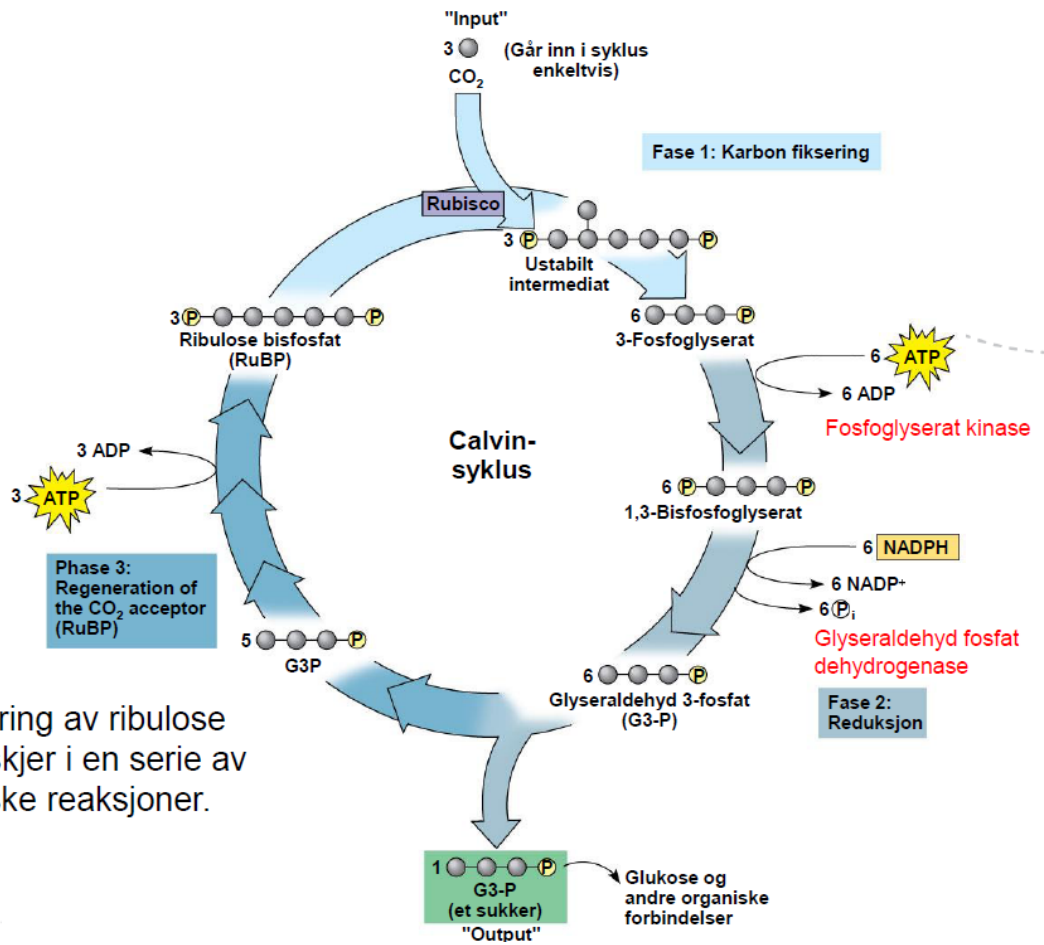 "Input"
3 (Går inn i syklus
enkeltvis)
CO₂
Fase 1: Karbon fiksering
Rubisco
3 P P
Ustabilt
intermediat
3 P P
Ribulose bisfosfat
(RuBP)
6 P
3-Fosfoglyserat
6 ATP
6 ADP
Fosfoglyserat kinase
Calvin-
syklus
3 ADP
3 ATP
6 P P
1,3-Bisfosfoglyserat
6 NADPH
6 NADP⁺
6 Pᵢ
Glyseraldehyd fosfat
dehydrogenase
Phase 3:
Regeneration of
the CO₂ acceptor
(RuBP)
5 P
G3P
6 P
Glyseraldehyd 3-fosfat
(G3-P)
Fase 2:
Reduksjon
ring av ribulose
skjer i en serie av
ske reaksjoner.
1 P
G3-P
(et sukker)
"Output"
Glukose og
andre organiske
forbindelser